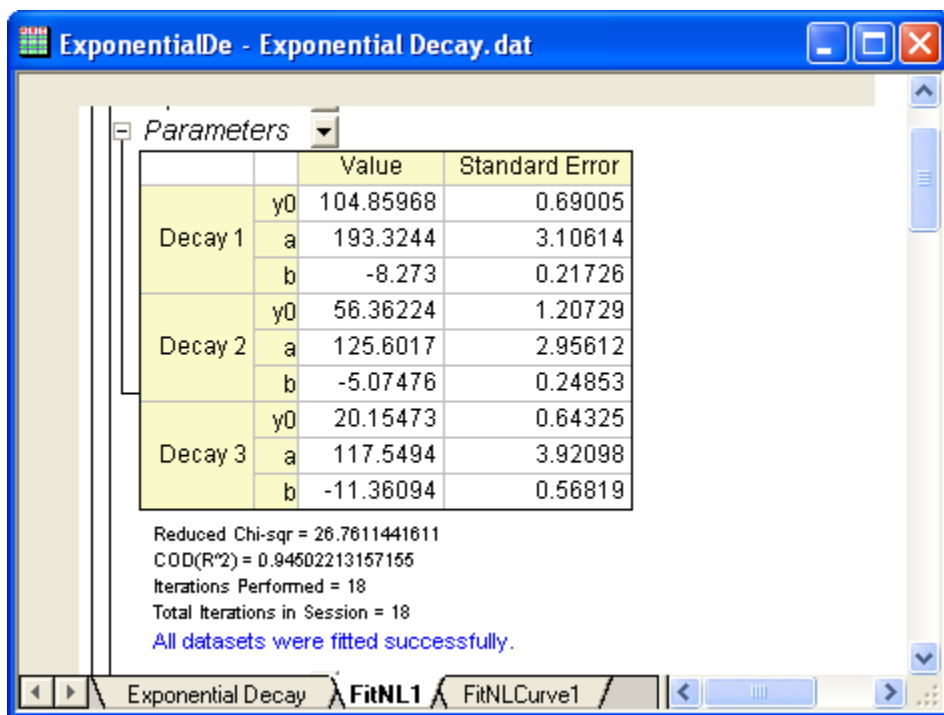 ExponentialDe - Exponential Decay.dat
Parameters
Value Standard Error
Decay 1 y0 104.85968 0.69005
a 193.3244 3.10614
b -8.273 0.21726
Decay 2 y0 56.36224 1.20729
a 125.6017 2.95612
b -5.07476 0.24853
Decay 3 y0 20.15473 0.64325
a 117.5494 3.92098
b -11.36094 0.56819
Reduced Chi-sqr = 26.7611441611
COD(R^2) = 0.94502213157155
Iterations Performed = 18
Total Iterations in Session = 18
All datasets were fitted successfully.
Exponential Decay FitNL1 FitNLCurve1